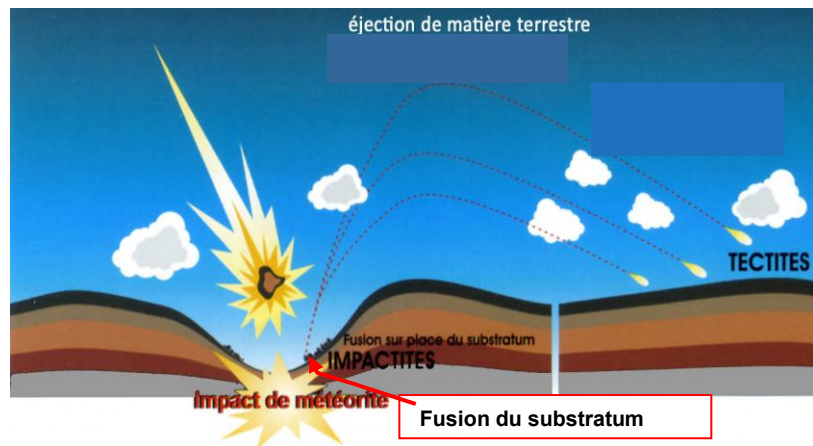 éjection de matière terrestre
TECTITES
Fusion sur place du substratum
IMPACTITES
Impact de météorite
Fusion du substratum